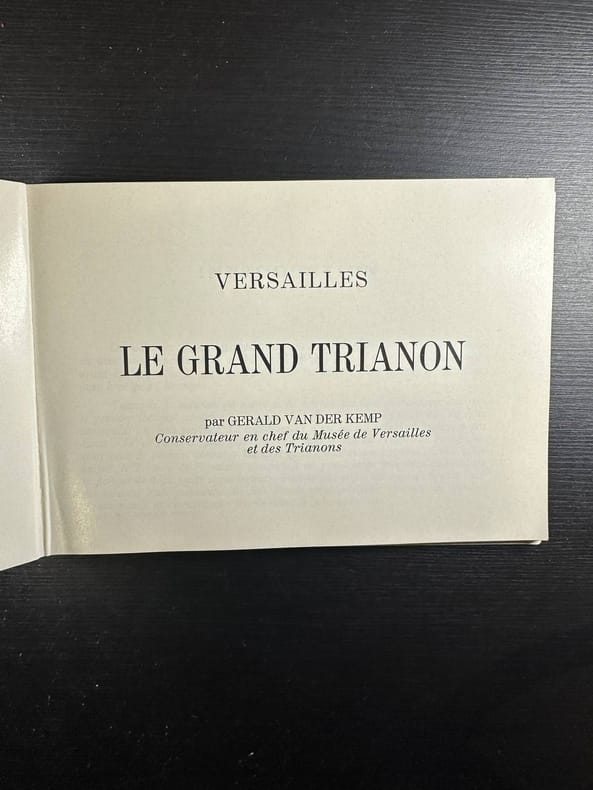 VERSAILLES
LE GRAND TRIANON
par GERALD VAN DER KEMP
Conservateur en chef du Musée de Versailles
et des Trianons